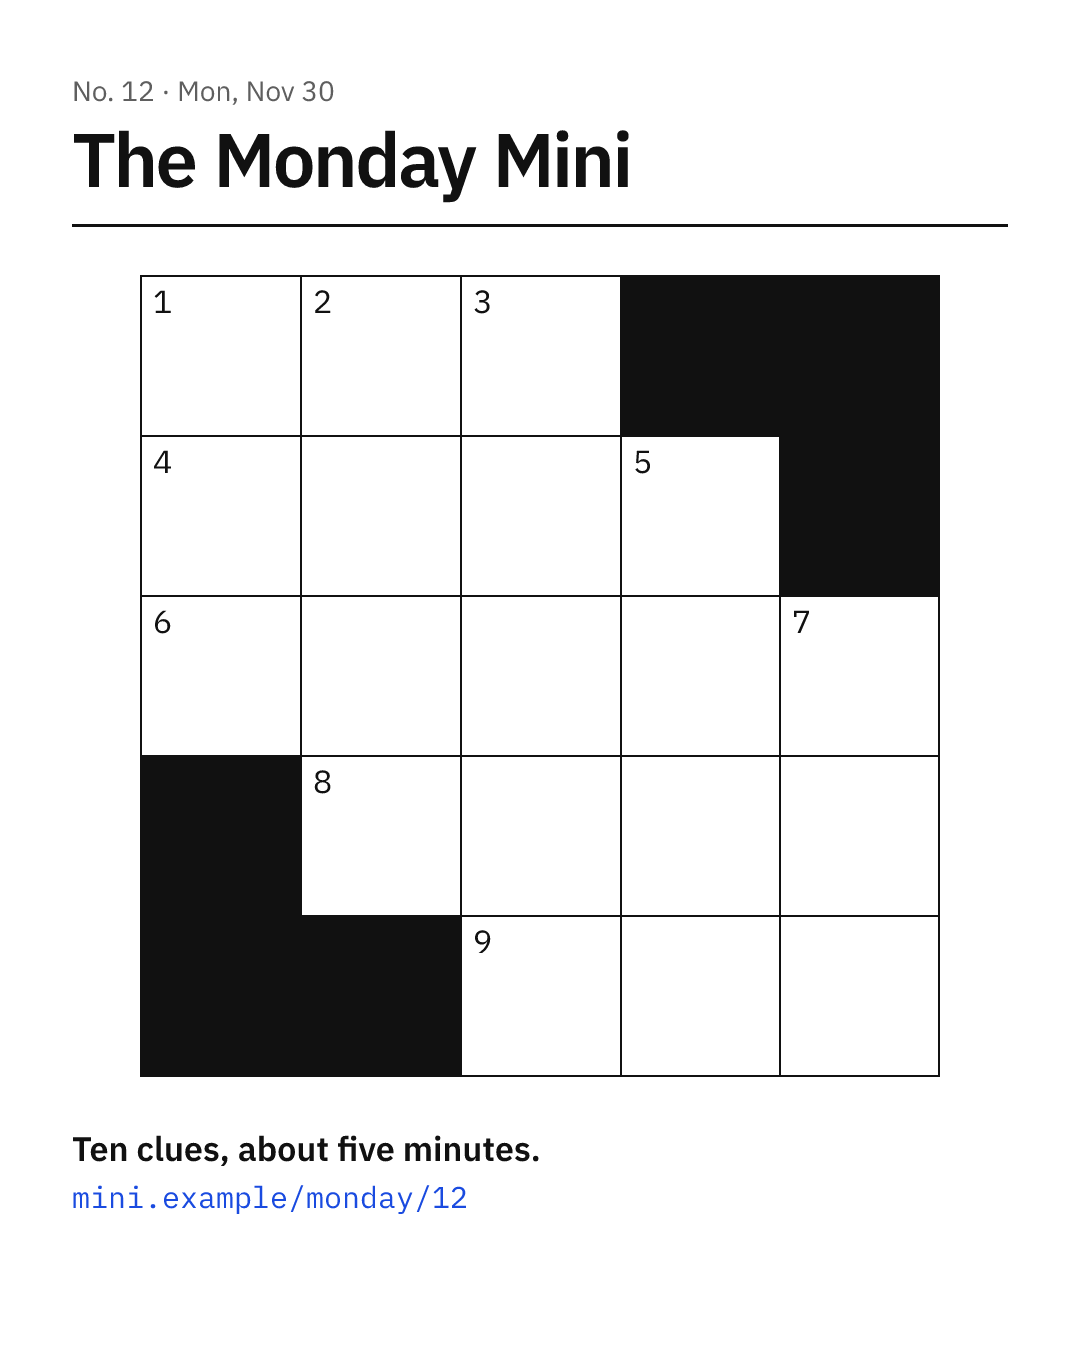 No. 12 · Mon, Nov 30
The Monday Mini
1 2 3
4 5
6 7
8
9
Ten clues, about five minutes.
mini.example/monday/12